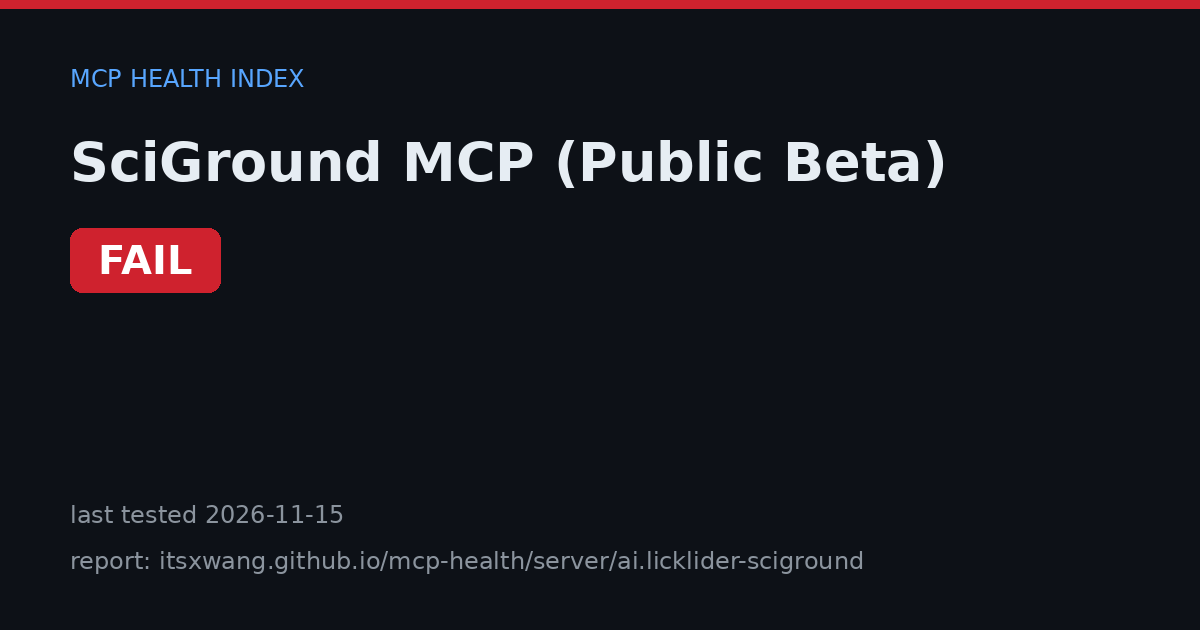 MCP HEALTH INDEX
SciGround MCP (Public Beta)
FAIL
last tested 2026-11-15
report: itsxwang.github.io/mcp-health/server/ai.licklider-sciground